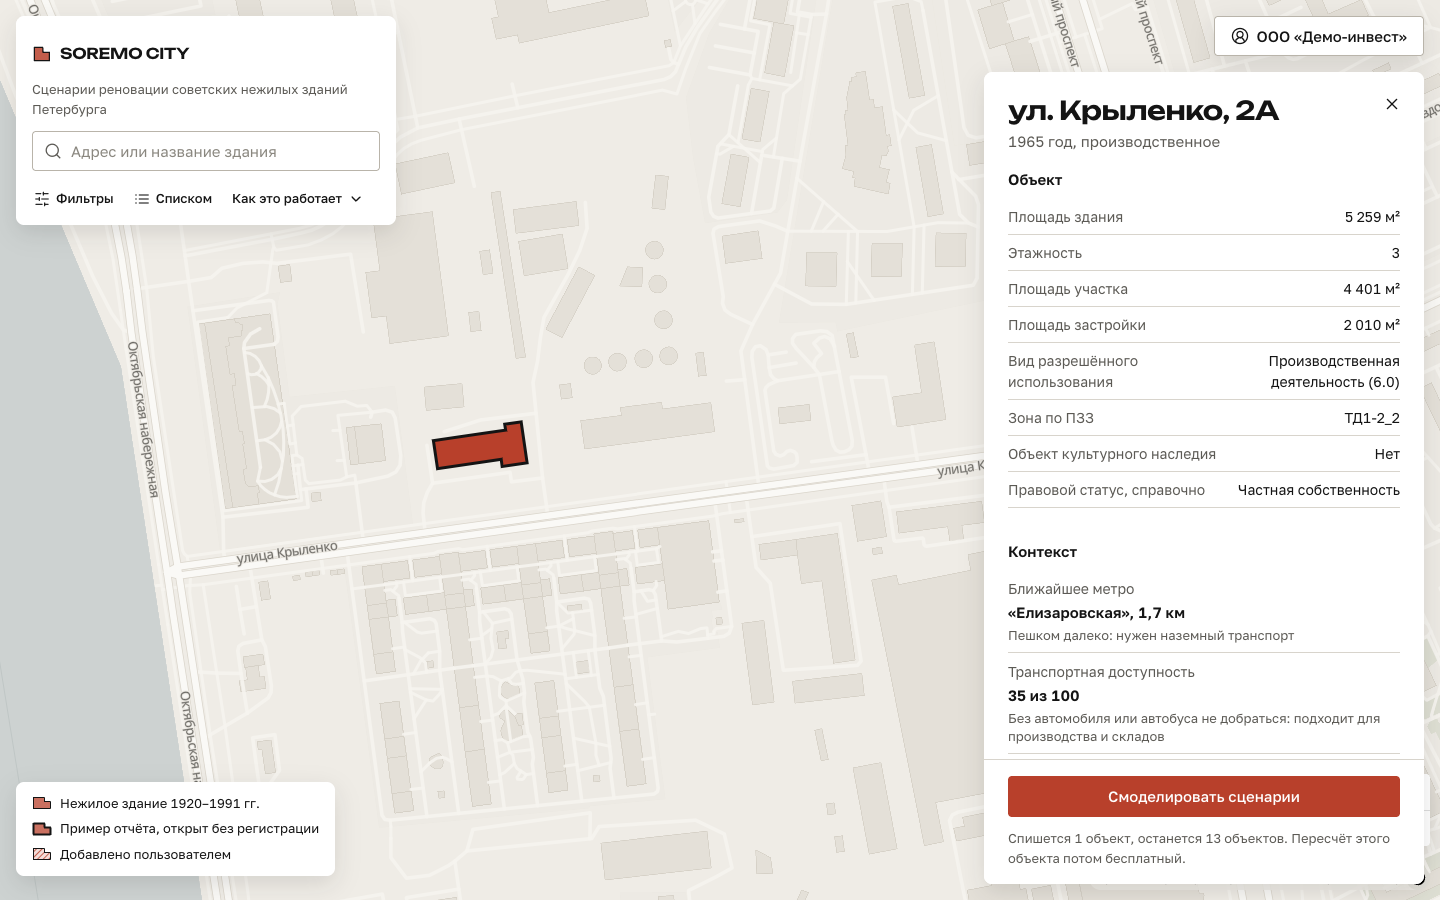 SOREMO CITY
Сценарии реновации советских нежилых зданий
Петербурга
Адрес или название здания
Фильтры
Списком
Как это работает
ООО «Демо-инвест»
ул. Крыленко, 2А
1965 год, производственное
Объект
Площадь здания 5 259 м²
Этажность 3
Площадь участка 4 401 м²
Площадь застройки 2 010 м²
Вид разрешённого Производственная
использования деятельность (6.0)
Зона по ПЗЗ ТД1-2_2
Объект культурного наследия Нет
Правовой статус, справочно Частная собственность
Контекст
Ближайшее метро
«Елизаровская», 1,7 км
Пешком далеко: нужен наземный транспорт
Транспортная доступность
35 из 100
Без автомобиля или автобуса не добраться: подходит для
производства и складов
Смоделировать сценарии
Спишется 1 объект, останется 13 объектов. Пересчёт этого
объекта потом бесплатный.
проспект
проспект
Октябрьская набережная
улица Крыленко
улица К
Октябрьская на
Нежилое здание 1920–1991 гг.
Пример отчёта, открыт без регистрации
Добавлено пользователем